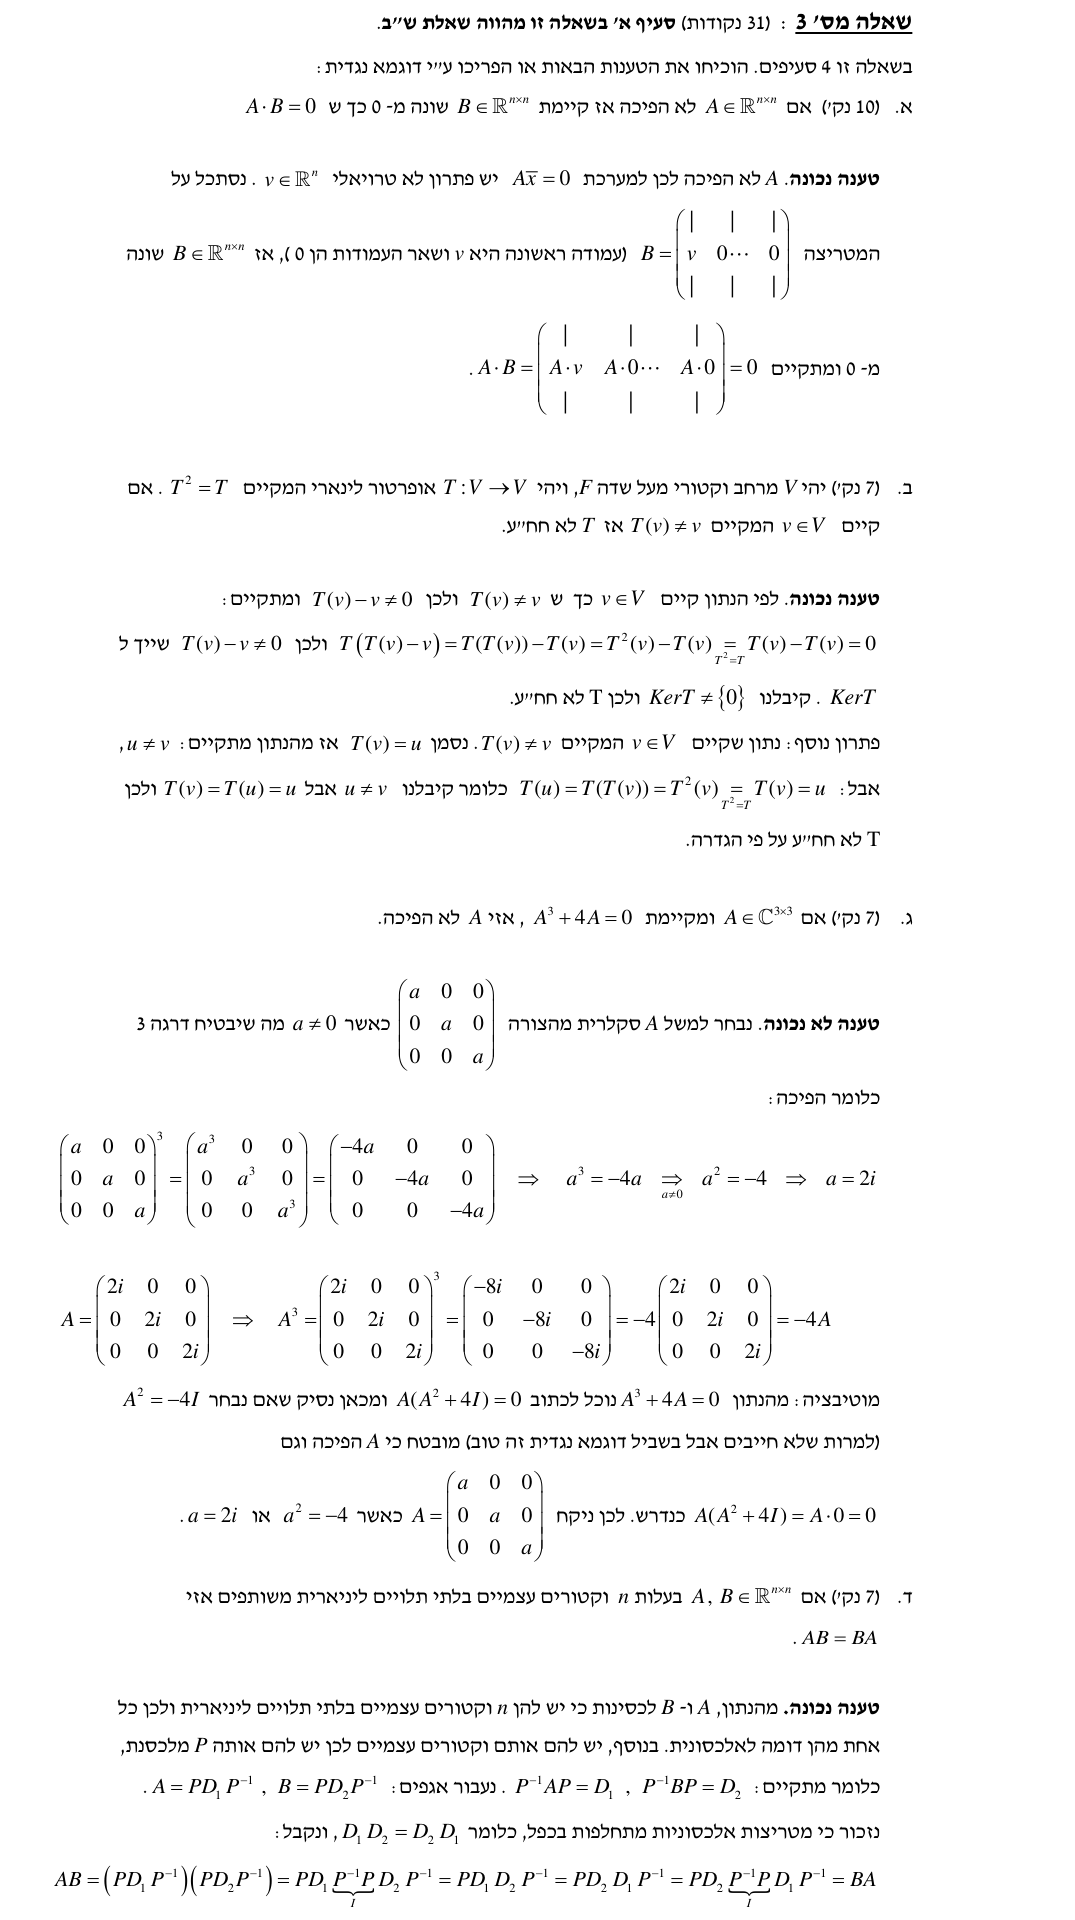 שאלה מס׳ 3 : (31 נקודות) סעיף א׳ בשאלה זו מהווה שאלת ש״ב.
בשאלה זו 4 סעיפים. הוכיחו את הטענות הבאות או הפריכו ע״י דוגמא נגדית:
א. (10 נק׳) אם A ∈ ℝ^{n×n} לא הפיכה אז קיימת B ∈ ℝ^{n×n} שונה מ- 0 כך ש A·B = 0
טענה נכונה. A לא הפיכה לכן למערכת Ax̅ = 0 יש פתרון לא טרויאלי v ∈ ℝ^n . נסתכל על
המטריצה B = (| | | ; v 0⋯ 0 ; | | |) (עמודה ראשונה היא v ושאר העמודות הן 0 ), אז B ∈ ℝ^{n×n} שונה
מ- 0 ומתקיים A·B = (| | | ; A·v A·0⋯ A·0 ; | | |) = 0 .
ב. (7 נק׳) יהי V מרחב וקטורי מעל שדה F, ויהי T : V → V אופרטור לינארי המקיים T² = T . אם
קיים v ∈ V המקיים T(v) ≠ v אז T לא חח״ע.
טענה נכונה. לפי הנתון קיים v ∈ V כך ש T(v) ≠ v ולכן T(v) − v ≠ 0 ומתקיים:
T(T(v) − v) = T(T(v)) − T(v) = T²(v) − T(v) =_{T²=T} T(v) − T(v) = 0 ולכן T(v) − v ≠ 0 שייך ל
KerT . קיבלנו KerT ≠ {0} ולכן T לא חח״ע.
פתרון נוסף: נתון שקיים v ∈ V המקיים T(v) ≠ v. נסמן T(v) = u אז מהנתון מתקיים: u ≠ v,
אבל: T(u) = T(T(v)) = T²(v) =_{T²=T} T(v) = u כלומר קיבלנו u ≠ v אבל T(v) = T(u) = u ולכן
T לא חח״ע על פי הגדרה.
ג. (7 נק׳) אם A ∈ ℂ^{3×3} ומקיימת A³ + 4A = 0 , אזי A לא הפיכה.
טענה לא נכונה. נבחר למשל A סקלרית מהצורה (a 0 0 ; 0 a 0 ; 0 0 a) כאשר a ≠ 0 מה שיבטיח דרגה 3
כלומר הפיכה:
(a 0 0 ; 0 a 0 ; 0 0 a)³ = (a³ 0 0 ; 0 a³ 0 ; 0 0 a³) = (−4a 0 0 ; 0 −4a 0 ; 0 0 −4a) ⇒ a³ = −4a ⇒_{a≠0} a² = −4 ⇒ a = 2i
A = (2i 0 0 ; 0 2i 0 ; 0 0 2i) ⇒ A³ = (2i 0 0 ; 0 2i 0 ; 0 0 2i)³ = (−8i 0 0 ; 0 −8i 0 ; 0 0 −8i) = −4(2i 0 0 ; 0 2i 0 ; 0 0 2i) = −4A
מוטיבציה: מהנתון A³ + 4A = 0 נוכל לכתוב A(A² + 4I) = 0 ומכאן נסיק שאם נבחר A² = −4I
(למרות שלא חייבים אבל בשביל דוגמא נגדית זה טוב) מובטח כי A הפיכה וגם
A(A² + 4I) = A·0 = 0 כנדרש. לכן ניקח A = (a 0 0 ; 0 a 0 ; 0 0 a) כאשר a² = −4 או a = 2i .
ד. (7 נק׳) אם A, B ∈ ℝ^{n×n} בעלות n וקטורים עצמיים בלתי תלויים ליניארית משותפים אזי
AB = BA .
טענה נכונה. מהנתון, A ו- B לכסינות כי יש להן n וקטורים עצמיים בלתי תלויים ליניארית ולכן כל
אחת מהן דומה לאלכסונית. בנוסף, יש להם אותם וקטורים עצמיים לכן יש להם אותה P מלכסנת,
כלומר מתקיים: P⁻¹AP = D₁ , P⁻¹BP = D₂ . נעבור אגפים: A = PD₁P⁻¹ , B = PD₂P⁻¹ .
נזכור כי מטריצות אלכסוניות מתחלפות בכפל, כלומר D₁D₂ = D₂D₁ , ונקבל:
AB = (PD₁P⁻¹)(PD₂P⁻¹) = PD₁ P⁻¹P_{I} D₂P⁻¹ = PD₁D₂P⁻¹ = PD₂D₁P⁻¹ = PD₂ P⁻¹P_{I} D₁P⁻¹ = BA